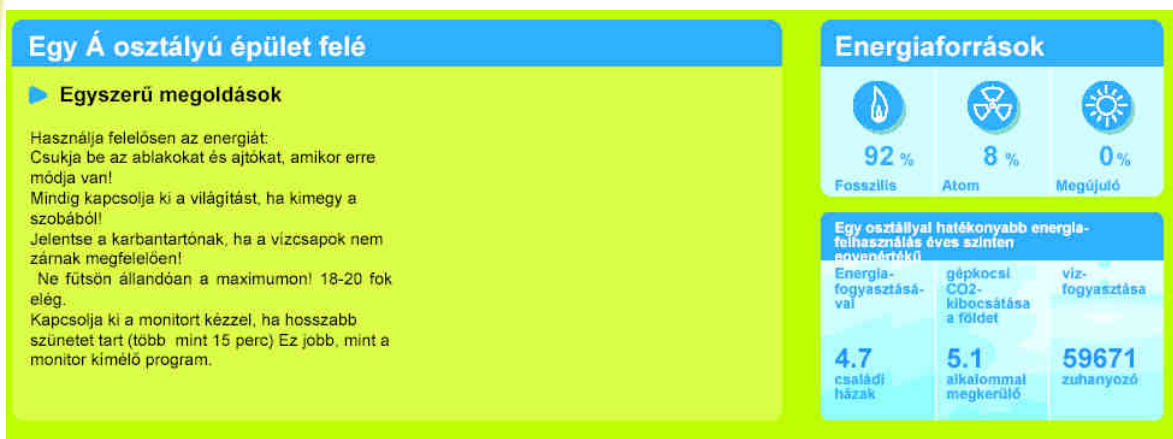 Egy Á osztályú épület felé
Egyszerű megoldások
Használja felelősen az energiát:
Csukja be az ablakokat és ajtókat, amikor erre
módja van!
Mindig kapcsolja ki a világítást, ha kimegy a
szobából!
Jelentse a karbantartónak, ha a vízcsapok nem
zárnak megfelelően!
Ne fűtsön állandóan a maximumon! 18-20 fok
elég.
Kapcsolja ki a monitort kézzel, ha hosszabb
szünetet tart (több mint 15 perc) Ez jobb, mint a
monitor kímélő program.
Energiaforrások
92 %
8 %
0 %
Fosszilis
Atom
Megújuló
Egy osztállyal hatékonyabb energia-
felhasználás éves szinten
egyenértékű
Energia-
fogyasztásá-
val
4.7
családi
házak
gépkocsi
CO2-
kibocsátása
a földet
5.1
alkalommal
megkerülő
víz-
fogyasztása
59671
zuhanyozó